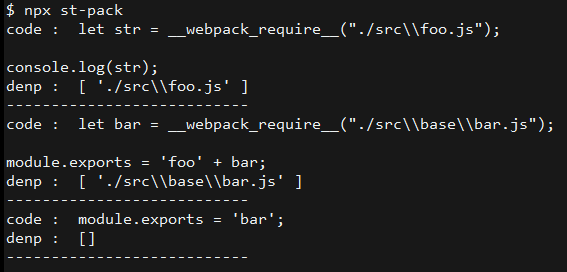 $ npx st-pack
code :  let str = __webpack_require__("./src\\foo.js");
console.log(str);
denp :  [ './src\\foo.js' ]
---------------------------
code :  let bar = __webpack_require__("./src\\base\\bar.js");
module.exports = 'foo' + bar;
denp :  [ './src\\base\\bar.js' ]
---------------------------
code :  module.exports = 'bar';
denp :  []
---------------------------